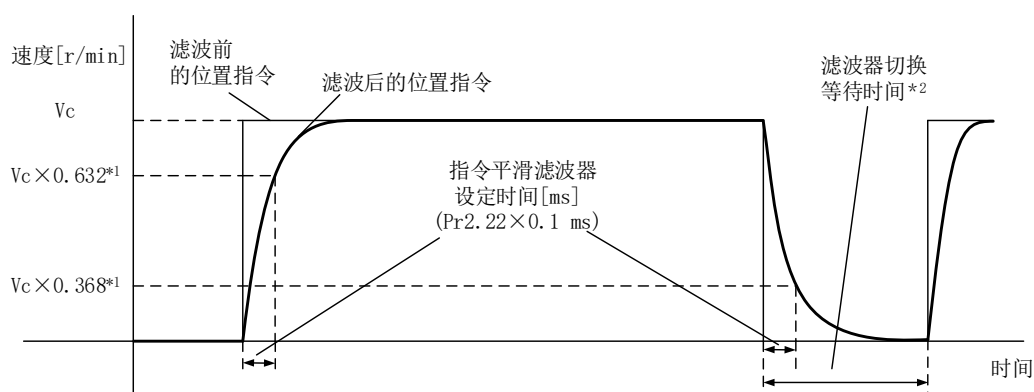 速度[r/min]
滤波前
的位置指令
滤波后的位置指令
滤波器切换
等待时间*2
Vc
Vc×0.632*1
指令平滑滤波器
设定时间[ms]
(Pr2.22×0.1 ms)
Vc×0.368*1
时间